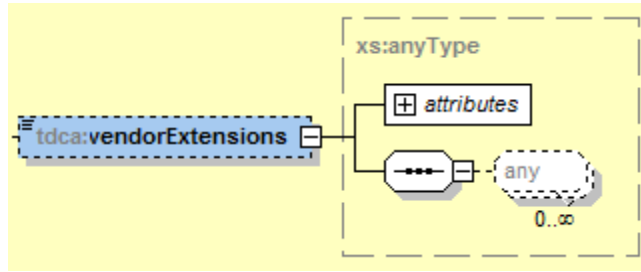 xs:anyType
attributes
tdca:vendorExtensions
any
0..∞